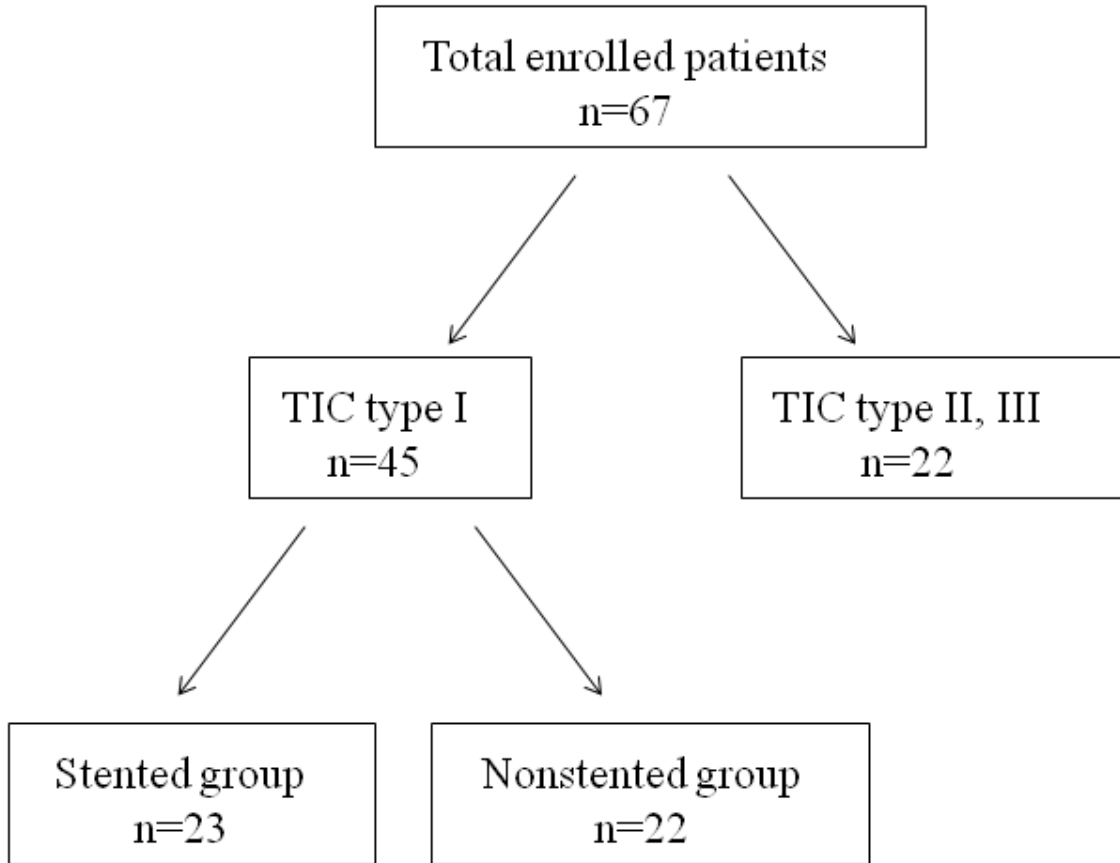 Total enrolled patients
n=67
TIC type I
n=45
TIC type II, III
n=22
Stented group
n=23
Nonstented group
n=22